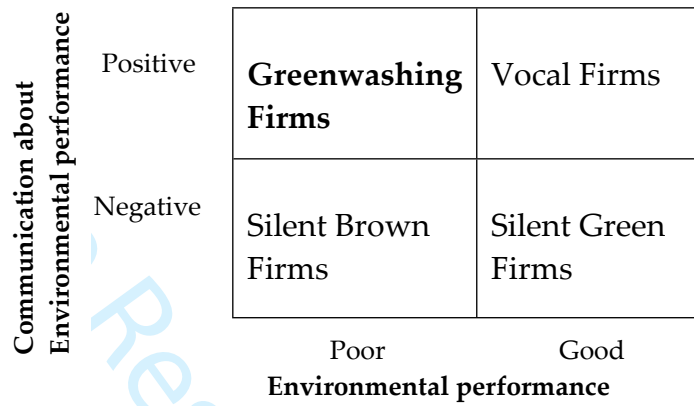 Communication about
Environmental performance
Positive
Greenwashing
Firms
Vocal Firms
Negative
Silent Brown
Firms
Silent Green
Firms
Poor
Good
Environmental performance